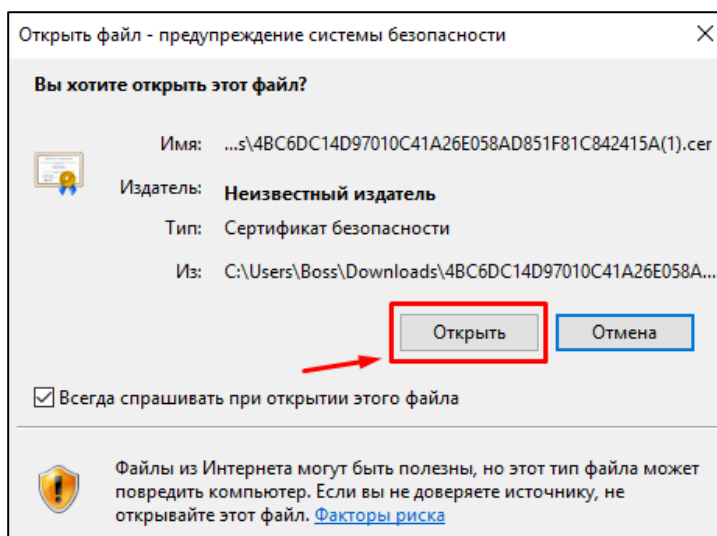 Открыть файл - предупреждение системы безопасности
Вы хотите открыть этот файл?
Имя: ...s\4BC6DC14D97010C41A26E058AD851F81C842415A(1).cer
Издатель: Неизвестный издатель
Тип: Сертификат безопасности
Из: C:\Users\Boss\Downloads\4BC6DC14D97010C41A26E058A...
Открыть Отмена
Всегда спрашивать при открытии этого файла
Файлы из Интернета могут быть полезны, но этот тип файла может
повредить компьютер. Если вы не доверяете источнику, не
открывайте этот файл. Факторы риска